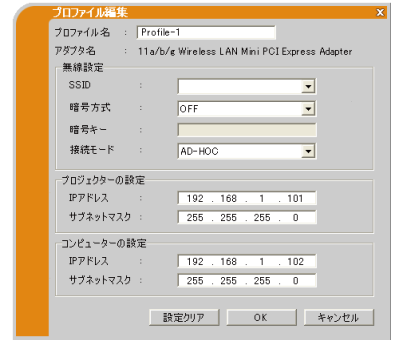 プロファイル編集
プロファイル名 : Profile-1
アダプタ名 : 11a/b/g Wireless LAN Mini PCI Express Adapter
無線設定
SSID :
暗号方式 : OFF
暗号キー :
接続モード : AD-HOC
プロジェクターの設定
IPアドレス : 192 . 168 . 1 . 101
サブネットマスク : 255 . 255 . 255 . 0
コンピューターの設定
IPアドレス : 192 . 168 . 1 . 102
サブネットマスク : 255 . 255 . 255 . 0
設定クリア OK キャンセル